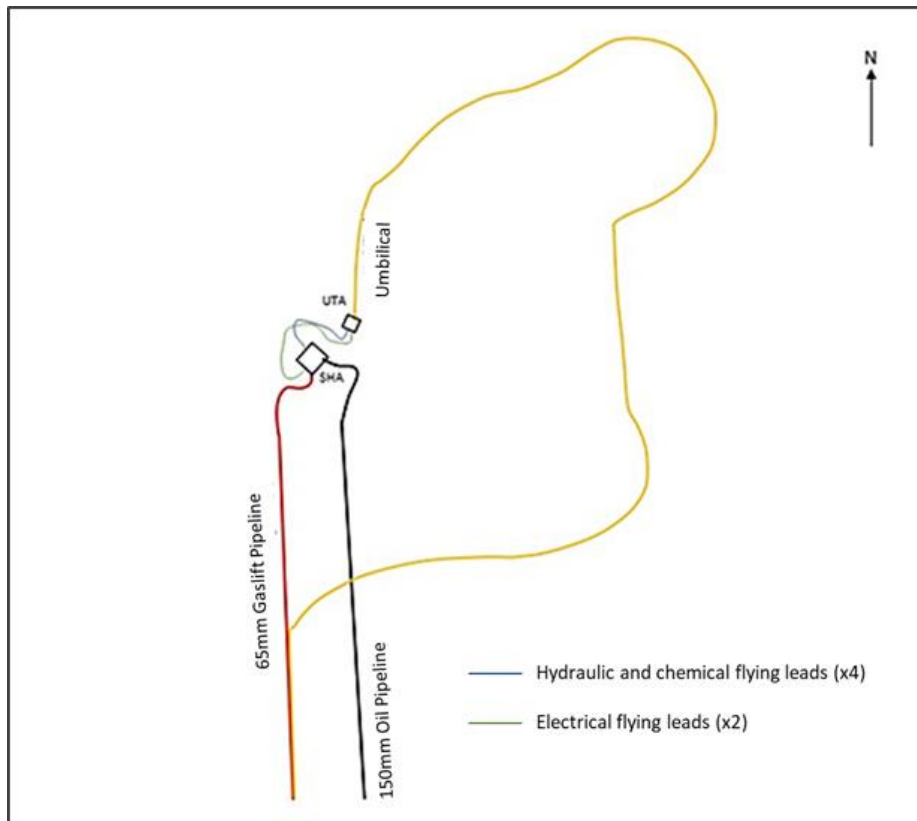 N
Umbilical
UTA
SHA
65mm Gaslift Pipeline
150mm Oil Pipeline
Hydraulic and chemical flying leads (x4)
Electrical flying leads (x2)